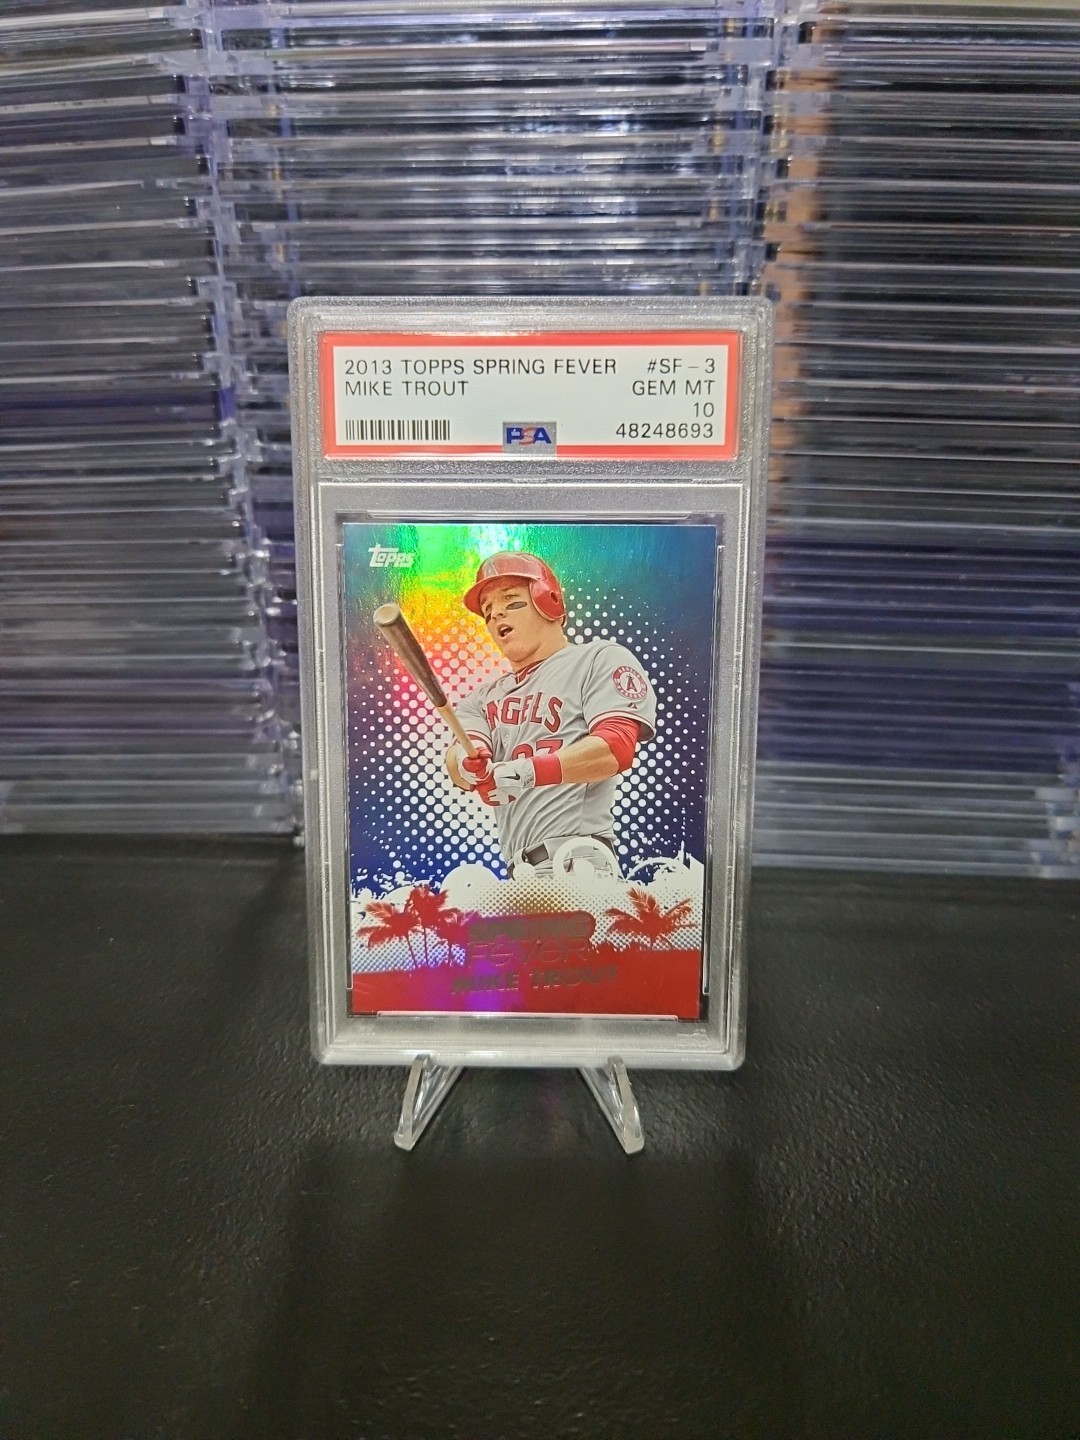 2013 TOPPS SPRING FEVER #SF-3
MIKE TROUT GEM MT
10
PSA 48248693
Topps
A
ANGELS
27
SPRING
FEVER
MIKE TROUT